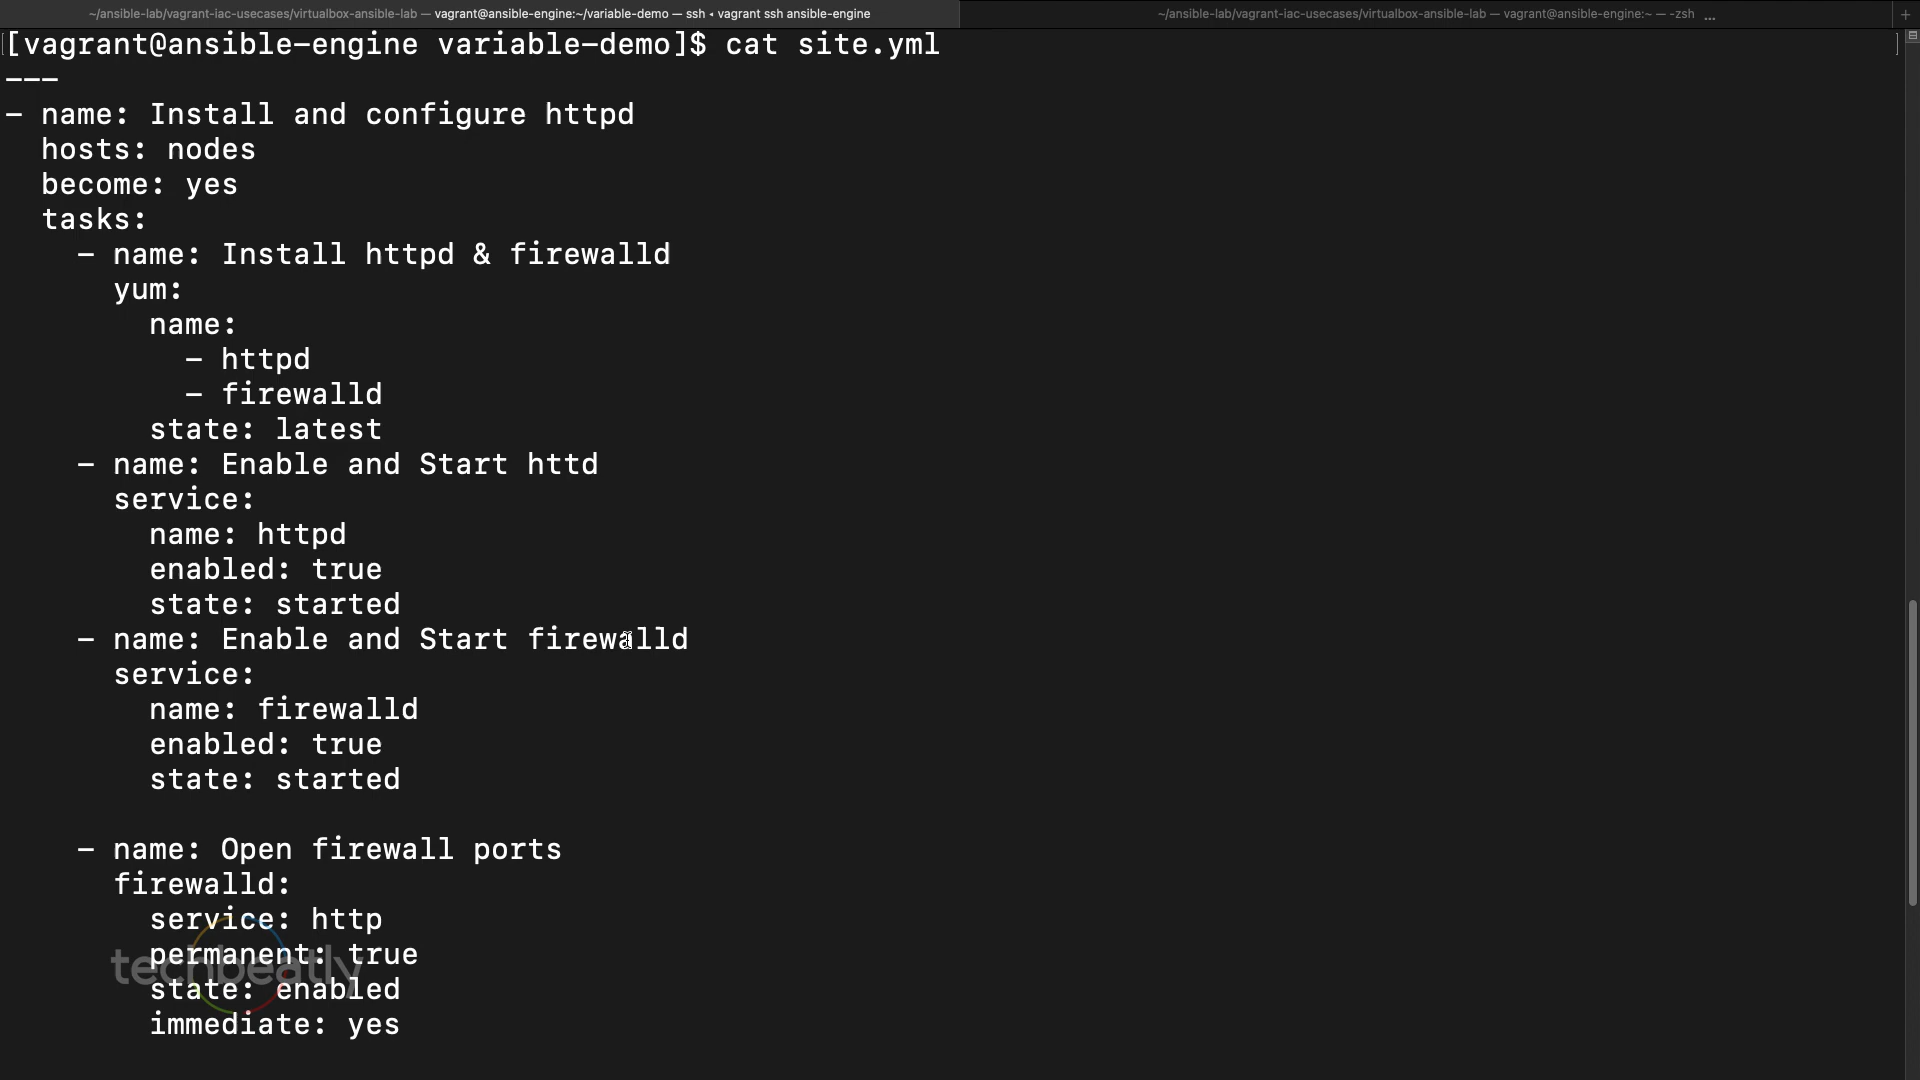 ~/ansible-lab/vagrant-iac-usecases/virtualbox-ansible-lab — vagrant@ansible-engine:~/variable-demo — ssh ◂ vagrant ssh ansible-engine
~/ansible-lab/vagrant-iac-usecases/virtualbox-ansible-lab — vagrant@ansible-engine:~ — -zsh ... +
[vagrant@ansible-engine variable-demo]$ cat site.yml ]
---
- name: Install and configure httpd
  hosts: nodes
  become: yes
  tasks:
    - name: Install httpd & firewalld
      yum:
        name:
          - httpd
          - firewalld
        state: latest
    - name: Enable and Start httd
      service:
        name: httpd
        enabled: true
        state: started
    - name: Enable and Start firewalld
      service:
        name: firewalld
        enabled: true
        state: started

    - name: Open firewall ports
      firewalld:
        service: http
        permanent: true
techbeatly
        state: enabled
        immediate: yes